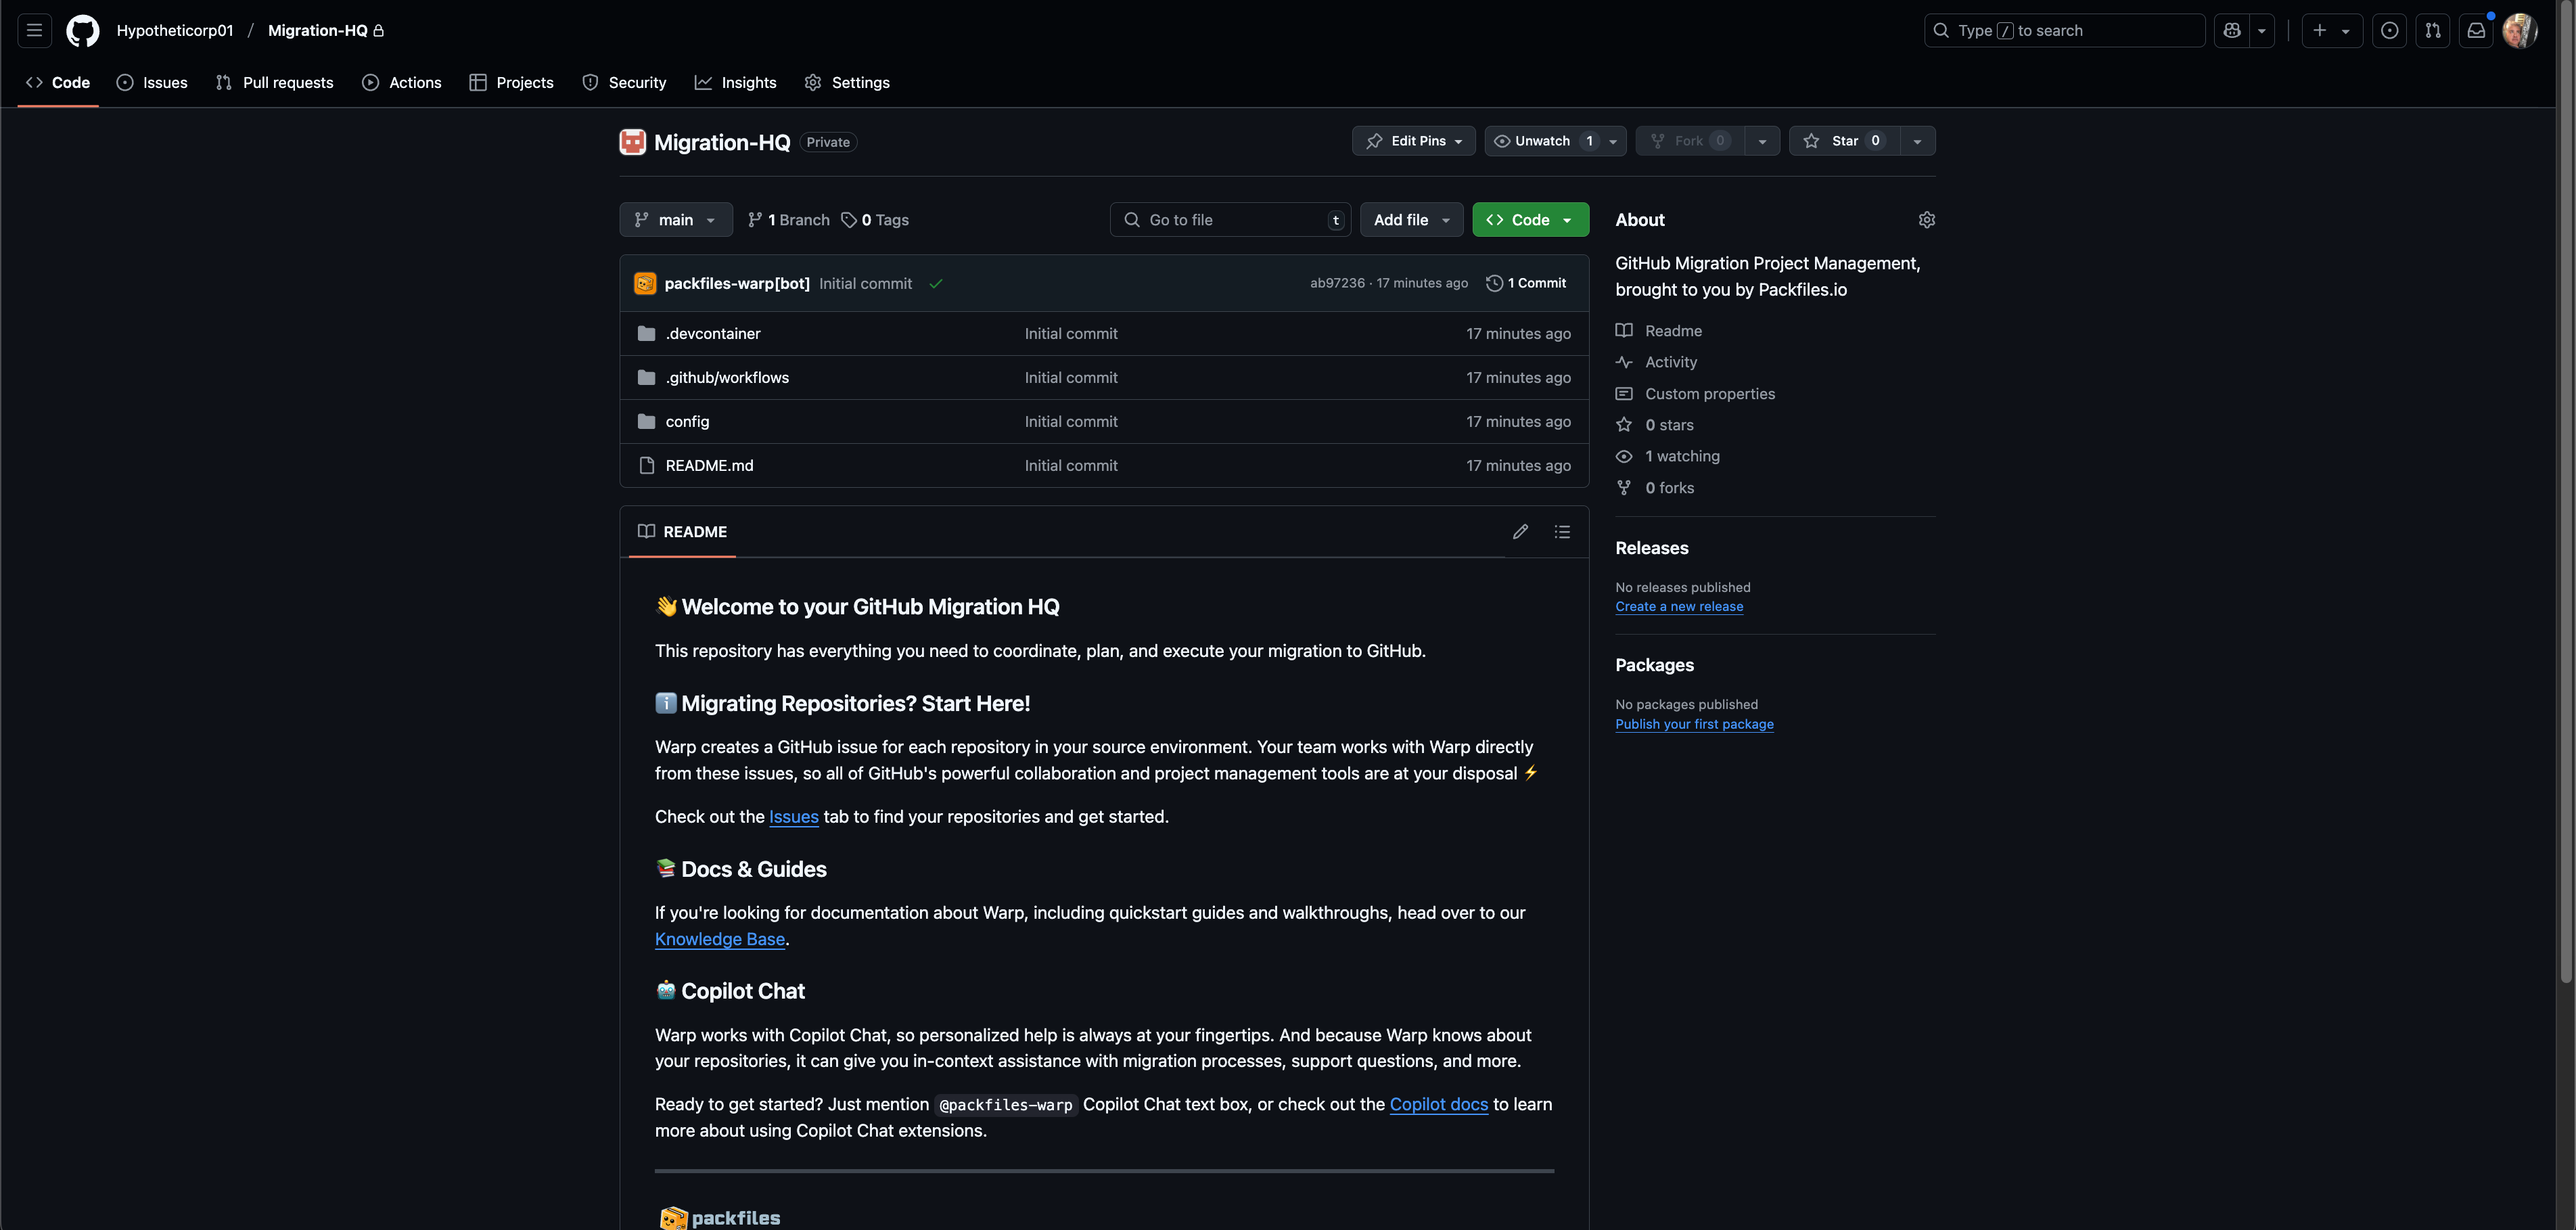 Hypotheticorp01 / Migration-HQ
Type / to search
Code Issues Pull requests Actions Projects Security Insights Settings
Migration-HQ Private
Edit Pins Unwatch 1 Fork 0 Star 0
main 1 Branch 0 Tags Go to file t Add file Code
packfiles-warp[bot] Initial commit ab97236 · 17 minutes ago 1 Commit
.devcontainer Initial commit 17 minutes ago
.github/workflows Initial commit 17 minutes ago
config Initial commit 17 minutes ago
README.md Initial commit 17 minutes ago
README
👋 Welcome to your GitHub Migration HQ
This repository has everything you need to coordinate, plan, and execute your migration to GitHub.
ℹ️ Migrating Repositories? Start Here!
Warp creates a GitHub issue for each repository in your source environment. Your team works with Warp directly
from these issues, so all of GitHub's powerful collaboration and project management tools are at your disposal ⚡
Check out the Issues tab to find your repositories and get started.
📚 Docs & Guides
If you're looking for documentation about Warp, including quickstart guides and walkthroughs, head over to our
Knowledge Base.
🤖 Copilot Chat
Warp works with Copilot Chat, so personalized help is always at your fingertips. And because Warp knows about
your repositories, it can give you in-context assistance with migration processes, support questions, and more.
Ready to get started? Just mention @packfiles-warp Copilot Chat text box, or check out the Copilot docs to learn
more about using Copilot Chat extensions.
packfiles
About
GitHub Migration Project Management,
brought to you by Packfiles.io
Readme
Activity
Custom properties
0 stars
1 watching
0 forks
Releases
No releases published
Create a new release
Packages
No packages published
Publish your first package